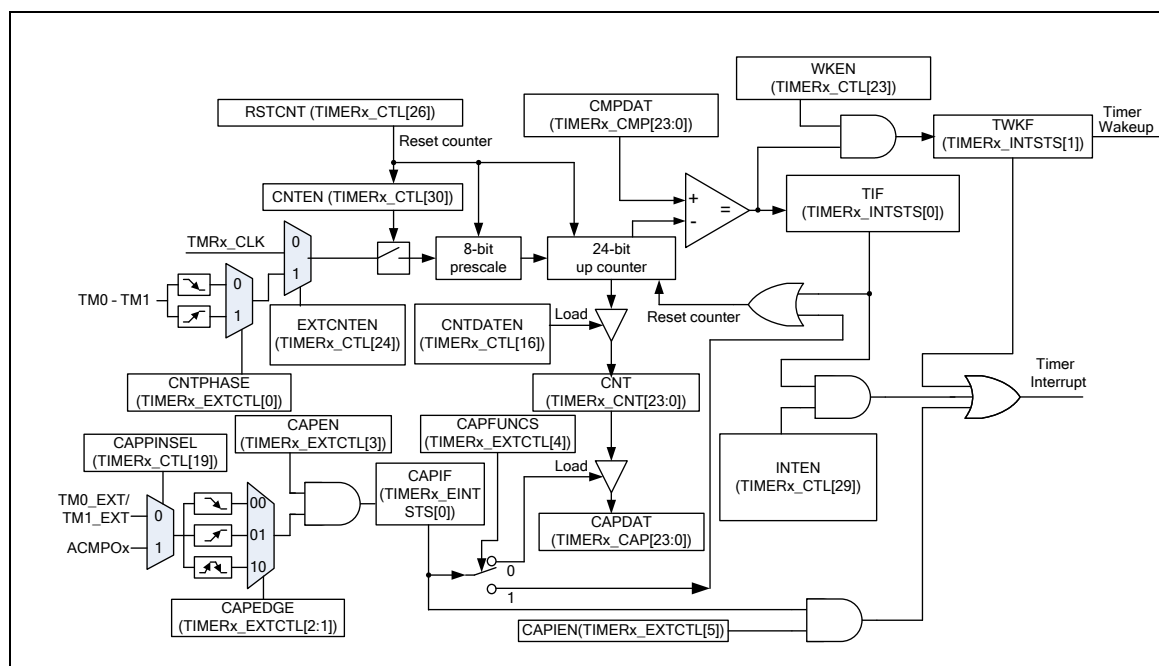 WKEN
(TIMERx_CTL[23])
CMPDAT
(TIMERx_CMP[23:0])
RSTCNT (TIMERx_CTL[26])
Timer
Wakeup
TWKF
(TIMERx_INTSTS[1])
Reset counter
CNTEN (TIMERx_CTL[30])
TIF
(TIMERx_INTSTS[0])
+
-
=
TMRx_CLK
0
1
8-bit
prescale
24-bit
up counter
TM0 - TM1
0
1
Reset counter
EXTCNTEN
(TIMERx_CTL[24])
CNTDATEN
(TIMERx_CTL[16])
Load
CNTPHASE
(TIMERx_EXTCTL[0])
CNT
(TIMERx_CNT[23:0])
Timer
Interrupt
CAPEN
(TIMERx_EXTCTL[3])
CAPFUNCS
(TIMERx_EXTCTL[4])
CAPPINSEL
(TIMERx_CTL[19])
INTEN
(TIMERx_CTL[29])
Load
CAPIF
(TIMERx_EINT
STS[0])
TM0_EXT/
TM1_EXT
0
1
ACMPOx
00
01
10
CAPDAT
(TIMERx_CAP[23:0])
0
1
CAPEDGE
(TIMERx_EXTCTL[2:1])
CAPIEN(TIMERx_EXTCTL[5])